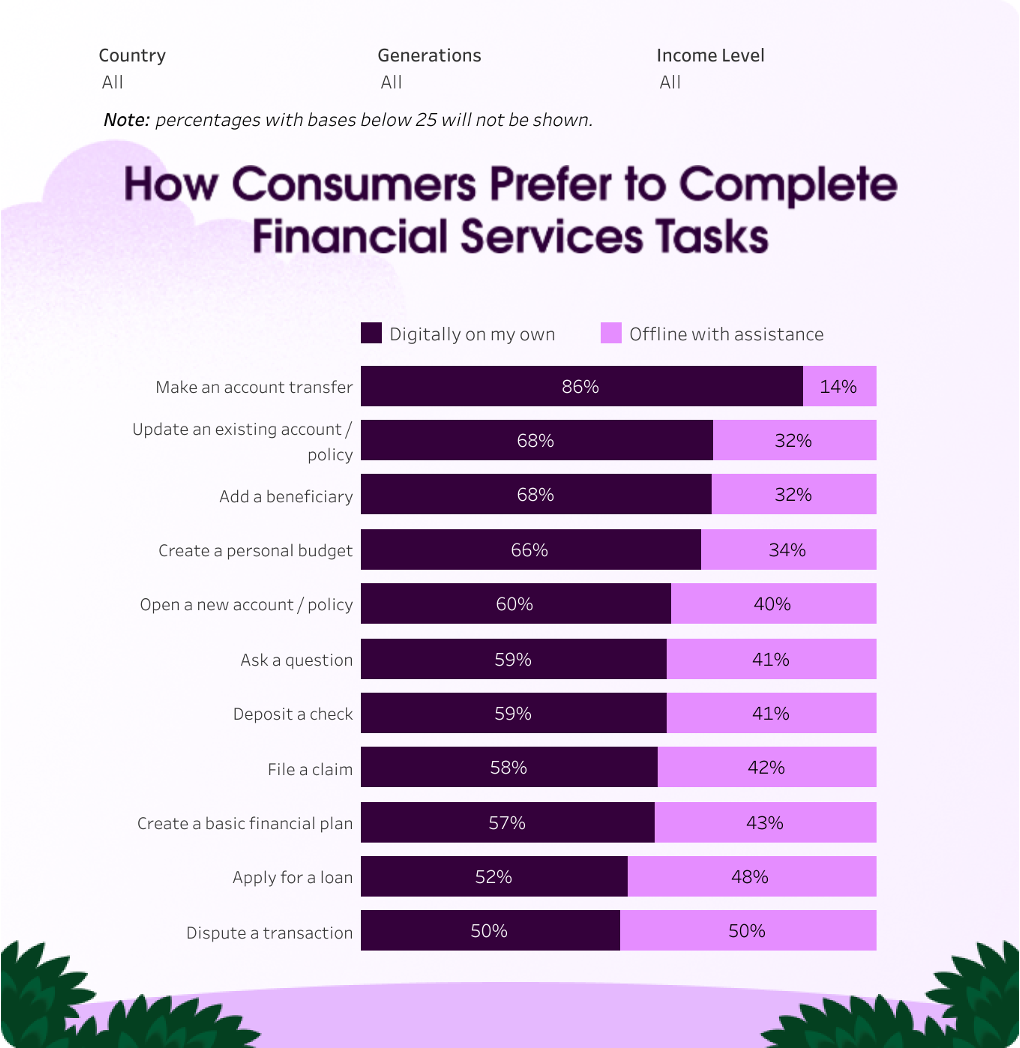 Country Generations Income Level
All All All
Note: percentages with bases below 25 will not be shown.
How Consumers Prefer to Complete
Financial Services Tasks
Digitally on my own Offline with assistance
Make an account transfer 86% 14%
Update an existing account /
policy 68% 32%
Add a beneficiary 68% 32%
Create a personal budget 66% 34%
Open a new account / policy 60% 40%
Ask a question 59% 41%
Deposit a check 59% 41%
File a claim 58% 42%
Create a basic financial plan 57% 43%
Apply for a loan 52% 48%
Dispute a transaction 50% 50%